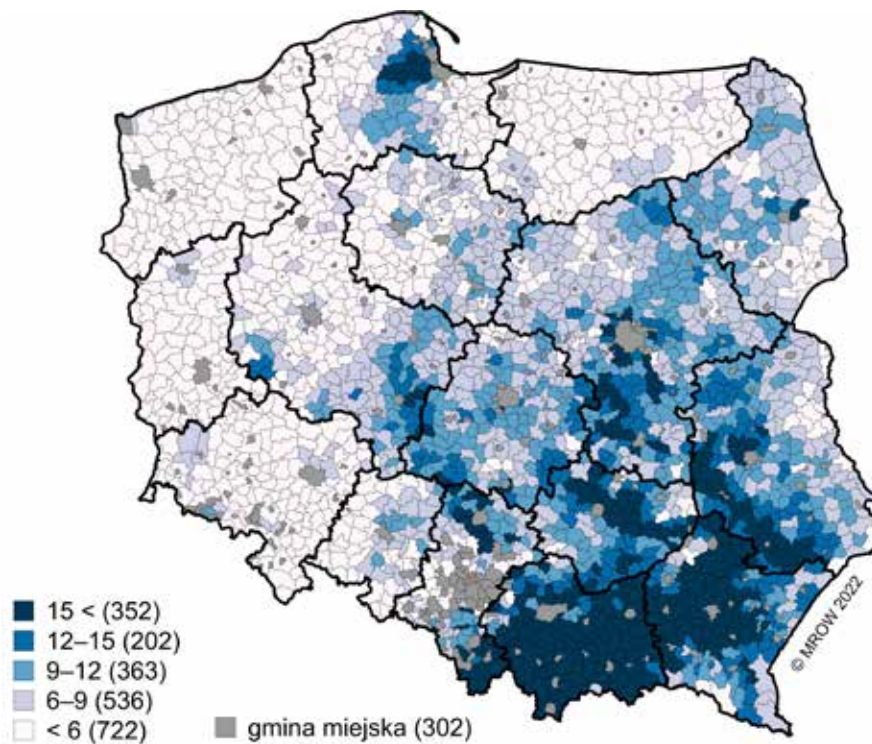 15 < (352)
12–15 (202)
9–12 (363)
6–9 (536)
< 6 (722)
gmina miejska (302)
© MROW 2022